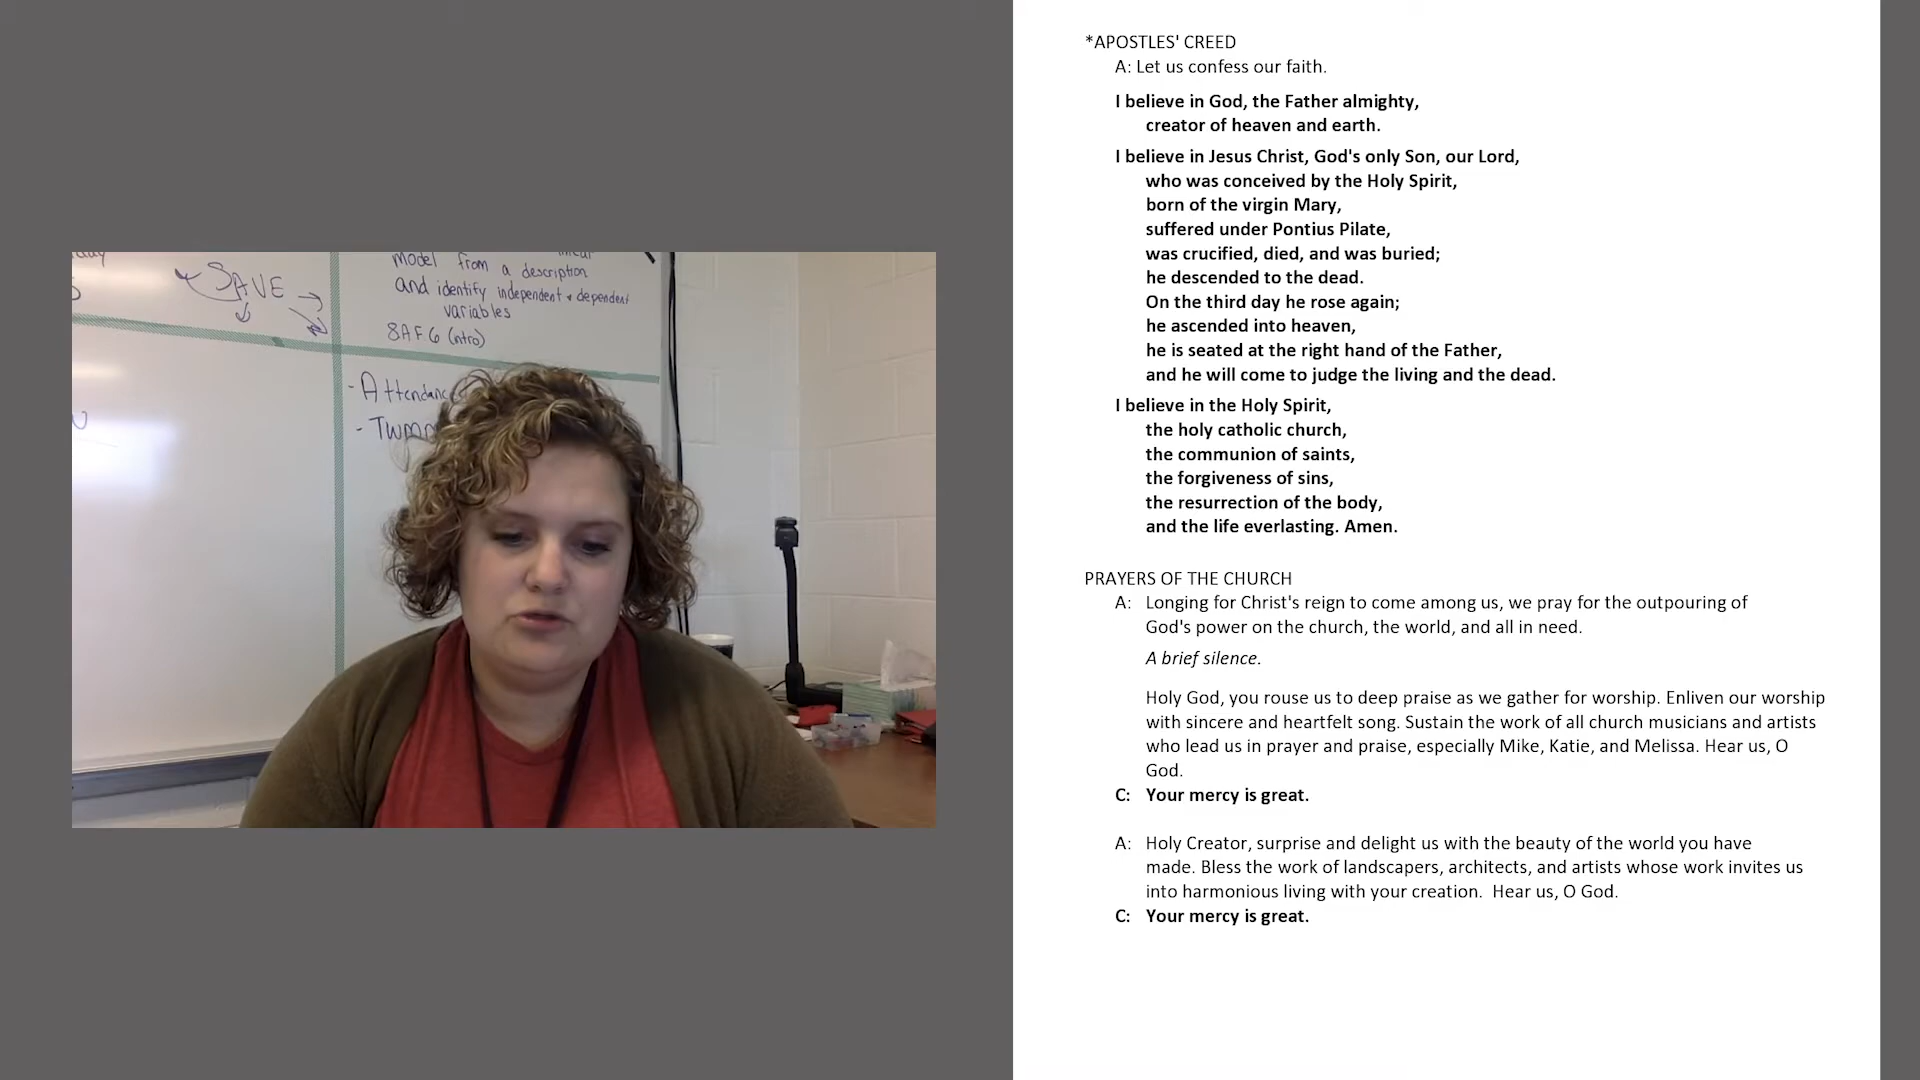 SAVE
model from a description
and identify independent + dependent
variables
8AF6 (intro)
- Attendance
*APOSTLES' CREED
A: Let us confess our faith.
I believe in God, the Father almighty,
creator of heaven and earth.
I believe in Jesus Christ, God's only Son, our Lord,
who was conceived by the Holy Spirit,
born of the virgin Mary,
suffered under Pontius Pilate,
was crucified, died, and was buried;
he descended to the dead.
On the third day he rose again;
he ascended into heaven,
he is seated at the right hand of the Father,
and he will come to judge the living and the dead.
I believe in the Holy Spirit,
the holy catholic church,
the communion of saints,
the forgiveness of sins,
the resurrection of the body,
and the life everlasting. Amen.
PRAYERS OF THE CHURCH
A: Longing for Christ's reign to come among us, we pray for the outpouring of
God's power on the church, the world, and all in need.
A brief silence.
Holy God, you rouse us to deep praise as we gather for worship. Enliven our worship
with sincere and heartfelt song. Sustain the work of all church musicians and artists
who lead us in prayer and praise, especially Mike, Katie, and Melissa. Hear us, O
God.
C: Your mercy is great.
A: Holy Creator, surprise and delight us with the beauty of the world you have
made. Bless the work of landscapers, architects, and artists whose work invites us
into harmonious living with your creation. Hear us, O God.
C: Your mercy is great.